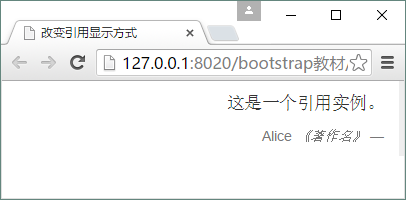 改变引用显示方式
127.0.0.1:8020/bootstrap教材/
这是一个引用实例。
Alice 《著作名》 —